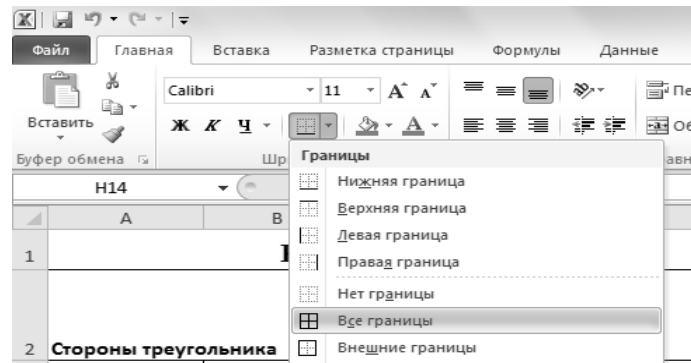 Файл Главная Вставка Разметка страницы Формулы Данные
Calibri 11
Вставить Ж К Ч
Буфер обмена
Границы
H14
Нижняя граница
A B
Верхняя граница
Левая граница
1
Правая граница
Нет границы
Все границы
2 Стороны треугольника
Внешние границы